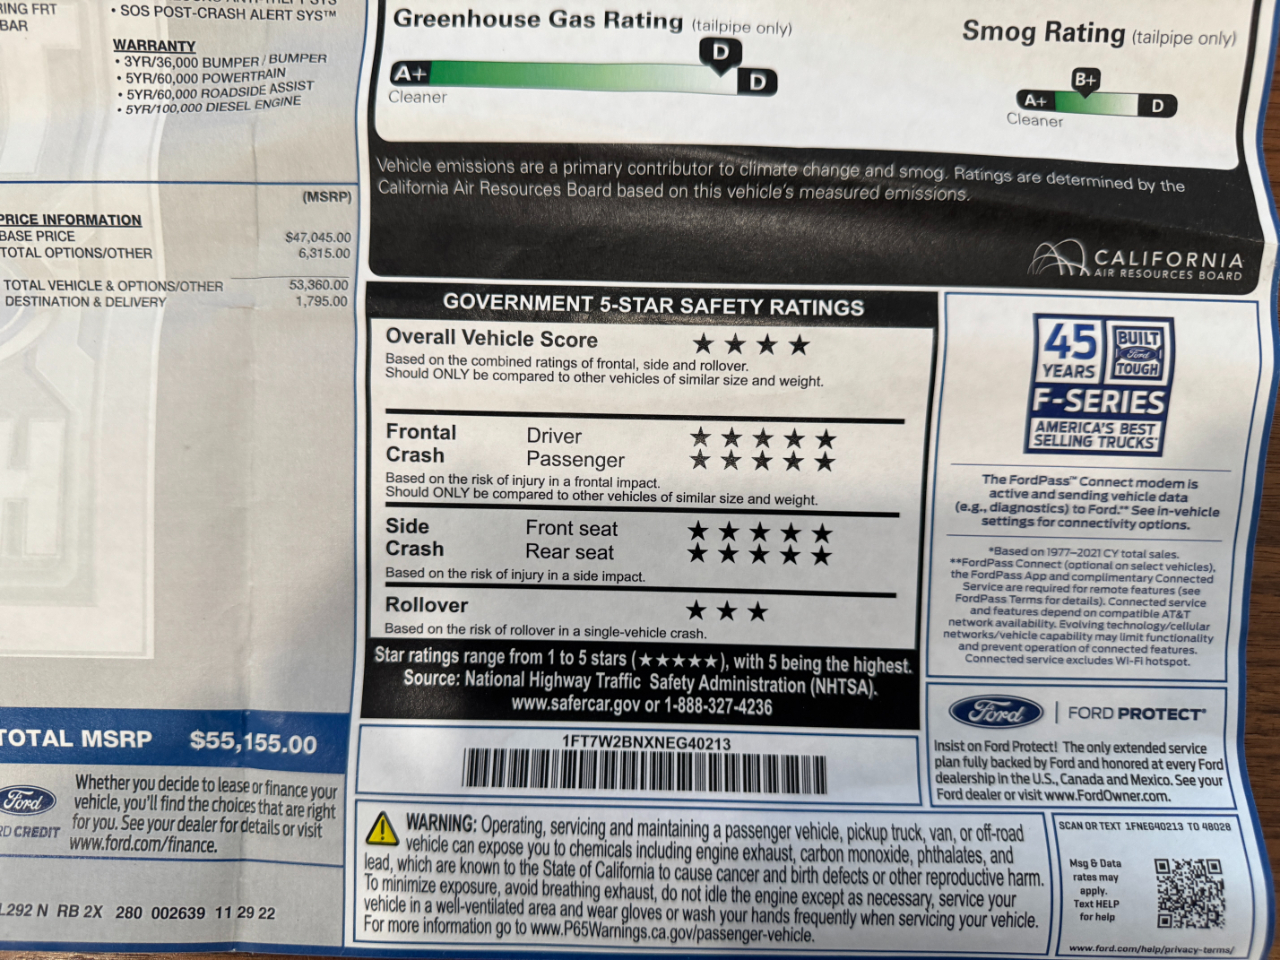 RING FRT
BAR
• SOS POST-CRASH ALERT SYS™
WARRANTY
• 3YR/36,000 BUMPER / BUMPER
• 5YR/60,000 POWERTRAIN
• 5YR/60,000 ROADSIDE ASSIST
• 5YR/100,000 DIESEL ENGINE
(MSRP)
PRICE INFORMATION
BASE PRICE $47,045.00
TOTAL OPTIONS/OTHER 6,315.00
TOTAL VEHICLE & OPTIONS/OTHER 53,360.00
DESTINATION & DELIVERY 1,795.00
TOTAL MSRP $55,155.00
Ford
RD CREDIT
Whether you decide to lease or finance your
vehicle, you'll find the choices that are right
for you. See your dealer for details or visit
www.ford.com/finance.
L292 N RB 2X 280 002639 11 29 22
Greenhouse Gas Rating (tailpipe only)
D
A+ D
Cleaner
Smog Rating (tailpipe only)
B+
A+ D
Cleaner
Vehicle emissions are a primary contributor to climate change and smog. Ratings are determined by the
California Air Resources Board based on this vehicle's measured emissions.
CALIFORNIA
AIR RESOURCES BOARD
GOVERNMENT 5-STAR SAFETY RATINGS
Overall Vehicle Score ★ ★ ★ ★
Based on the combined ratings of frontal, side and rollover.
Should ONLY be compared to other vehicles of similar size and weight.
Frontal Driver ★ ★ ★ ★ ★
Crash Passenger ★ ★ ★ ★ ★
Based on the risk of injury in a frontal impact.
Should ONLY be compared to other vehicles of similar size and weight.
Side Front seat ★ ★ ★ ★ ★
Crash Rear seat ★ ★ ★ ★ ★
Based on the risk of injury in a side impact.
Rollover ★ ★ ★
Based on the risk of rollover in a single-vehicle crash.
Star ratings range from 1 to 5 stars (★★★★★), with 5 being the highest.
Source: National Highway Traffic Safety Administration (NHTSA).
www.safercar.gov or 1-888-327-4236
45
YEARS
BUILT
Ford
TOUGH
F-SERIES
AMERICA'S BEST
SELLING TRUCKS*
The FordPass™ Connect modem is
active and sending vehicle data
(e.g., diagnostics) to Ford.** See in-vehicle
settings for connectivity options.
*Based on 1977–2021 CY total sales.
**FordPass Connect (optional on select vehicles),
the FordPass App and complimentary Connected
Service are required for remote features (see
FordPass Terms for details). Connected service
and features depend on compatible AT&T
network availability. Evolving technology/cellular
networks/vehicle capability may limit functionality
and prevent operation of connected features.
Connected service excludes Wi-Fi hotspot.
Ford | FORD PROTECT®
Insist on Ford Protect! The only extended service
plan fully backed by Ford and honored at every Ford
dealership in the U.S., Canada and Mexico. See your
Ford dealer or visit www.FordOwner.com.
1FT7W2BNXNEG40213
WARNING: Operating, servicing and maintaining a passenger vehicle, pickup truck, van, or off-road
vehicle can expose you to chemicals including engine exhaust, carbon monoxide, phthalates, and
lead, which are known to the State of California to cause cancer and birth defects or other reproductive harm.
To minimize exposure, avoid breathing exhaust, do not idle the engine except as necessary, service your
vehicle in a well-ventilated area and wear gloves or wash your hands frequently when servicing your vehicle.
For more information go to www.P65Warnings.ca.gov/passenger-vehicle.
SCAN OR TEXT 1FNEG40213 TO 48028
Msg & Data
rates may
apply.
Text HELP
for help
www.ford.com/help/privacy-terms/